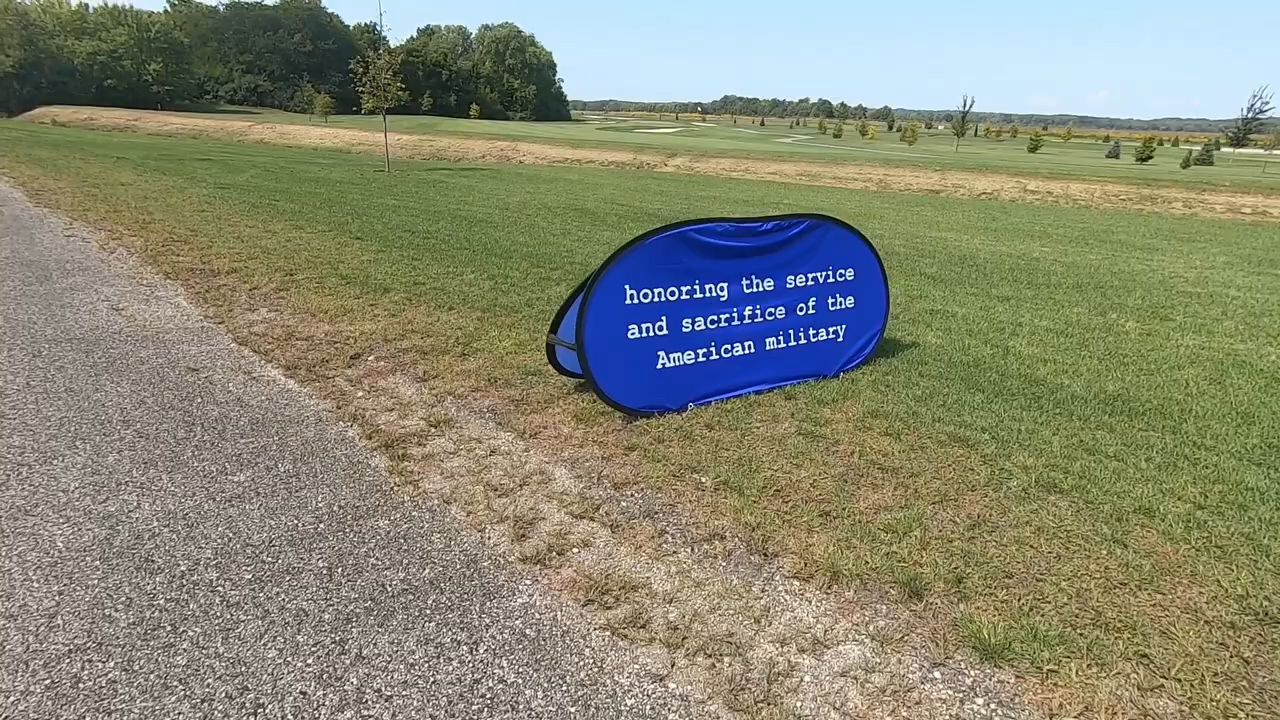 honoring the service
and sacrifice of the
American military